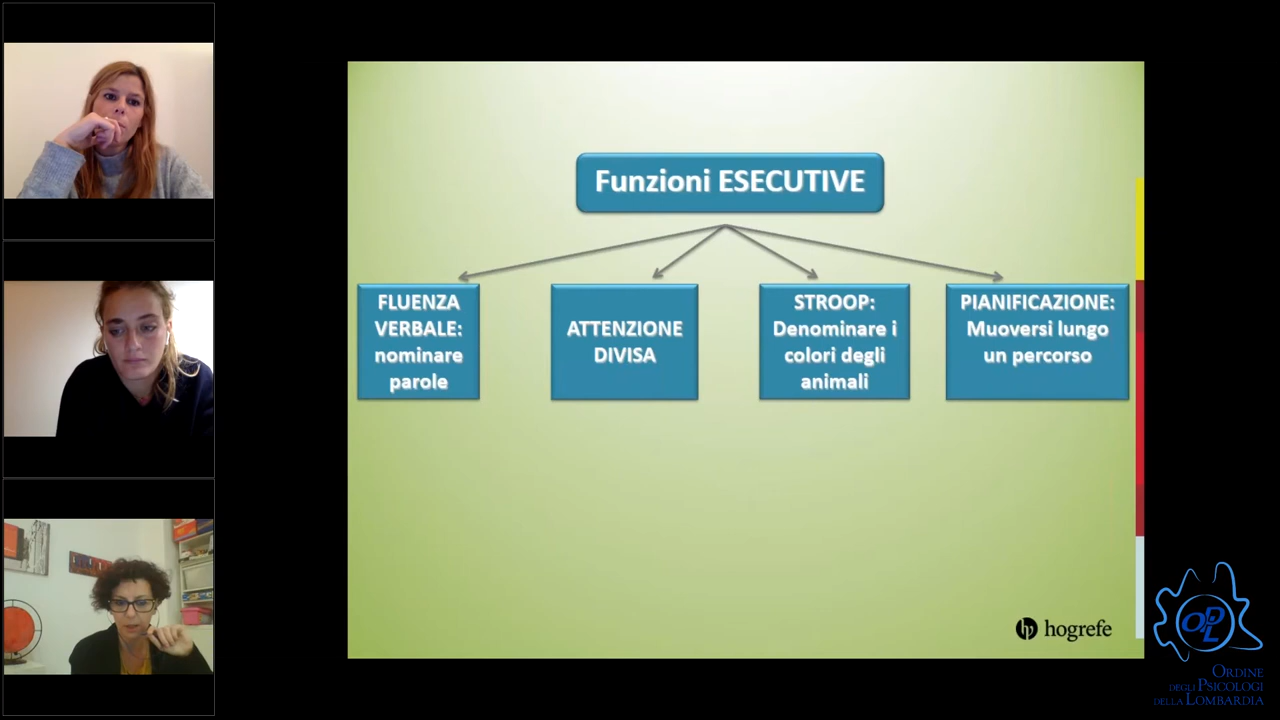 Funzioni ESECUTIVE
FLUENZA
VERBALE:
nominare
parole
ATTENZIONE
DIVISA
STROOP:
Denominare i
colori degli
animali
PIANIFICAZIONE:
Muoversi lungo
un percorso
hogrefe
OPL
ORDINE
DEGLI PSICOLOGI
DELLA LOMBARDIA